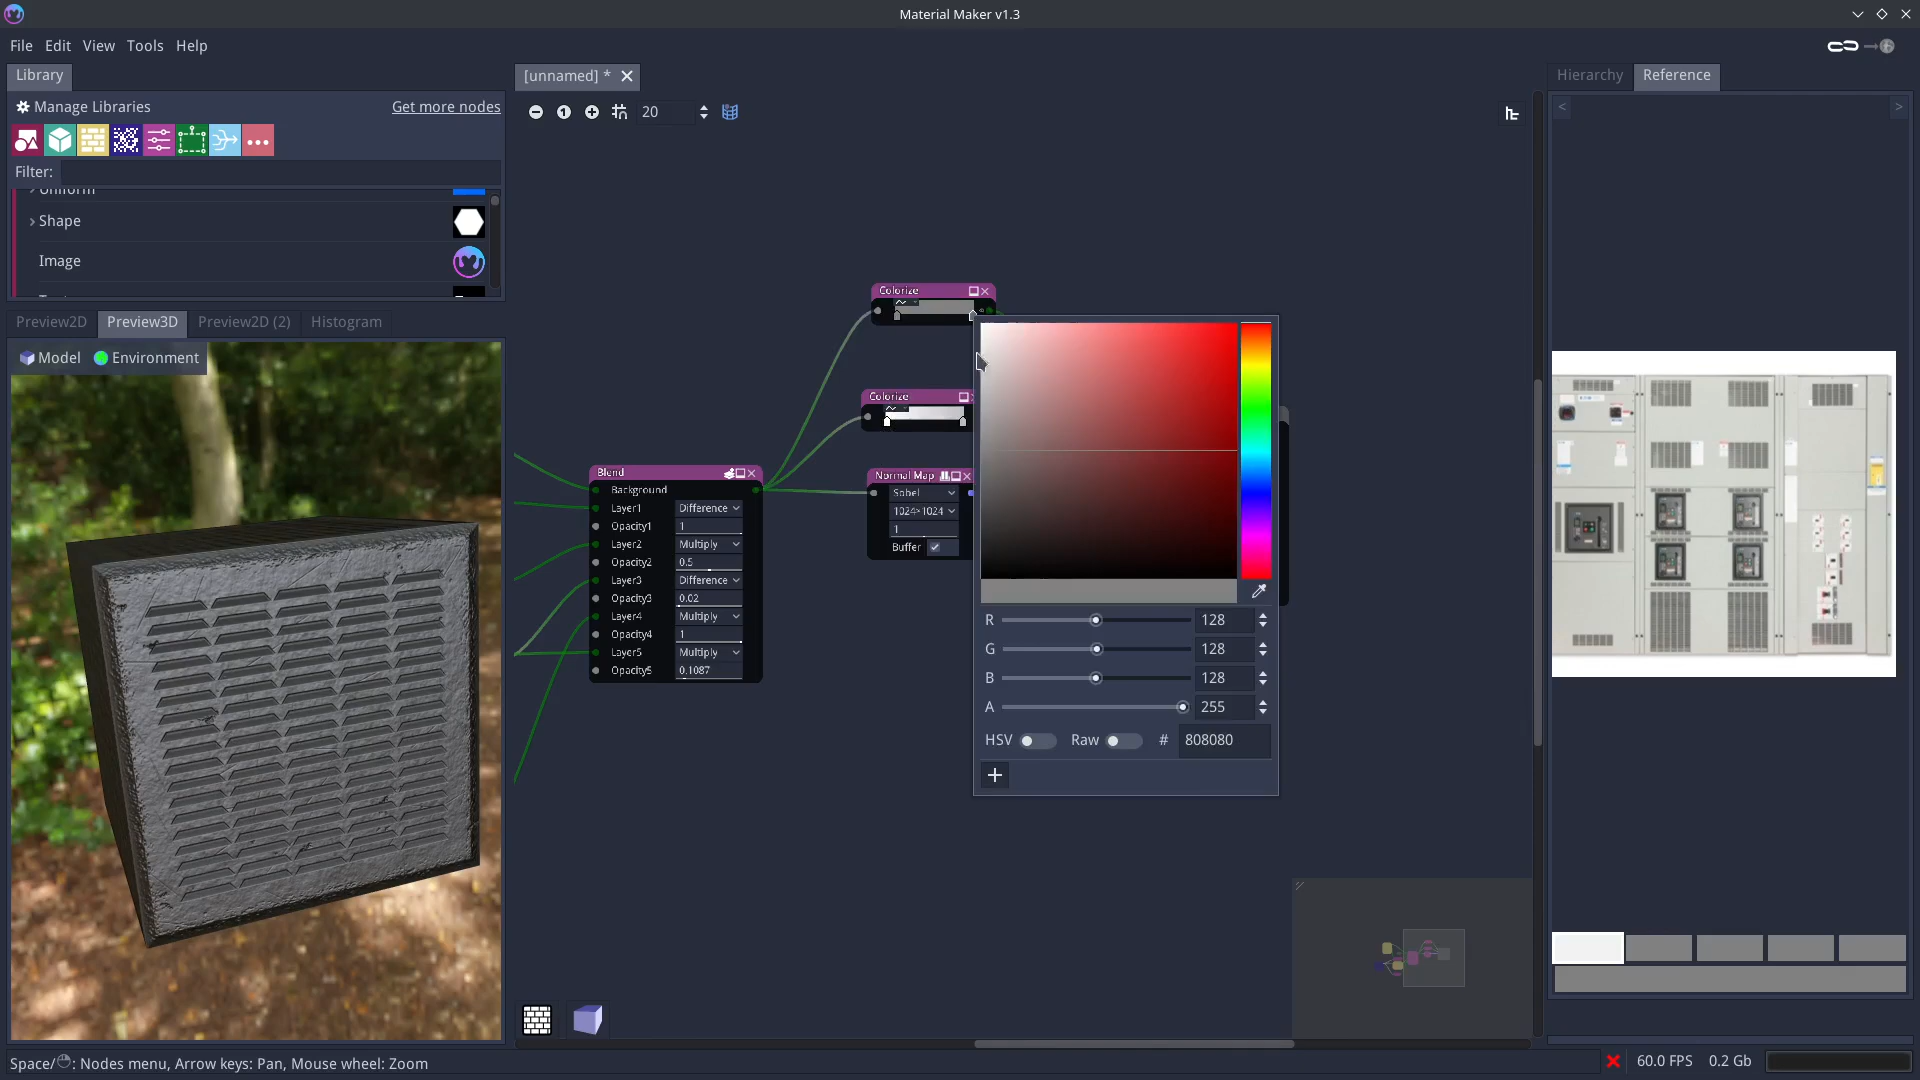 Material Maker v1.3
File Edit View Tools Help
Library
Manage Libraries Get more nodes
Filter:
Uniform
Shape
Image
Preview2D Preview3D Preview2D (2) Histogram
Model Environment
[unnamed] *
1 20
Colorize
Colorize
Blend
Background
Layer1 Difference
Opacity1 1
Layer2 Multiply
Opacity2 0.5
Layer3 Difference
Opacity3 0.02
Layer4 Multiply
Opacity4 1
Layer5 Multiply
Opacity5 0.1087
Normal Map
Sobel
1024×1024
1
Buffer
R 128
G 128
B 128
A 255
HSV Raw # 808080
+
Hierarchy Reference
< >
Space/ : Nodes menu, Arrow keys: Pan, Mouse wheel: Zoom
60.0 FPS 0.2 Gb